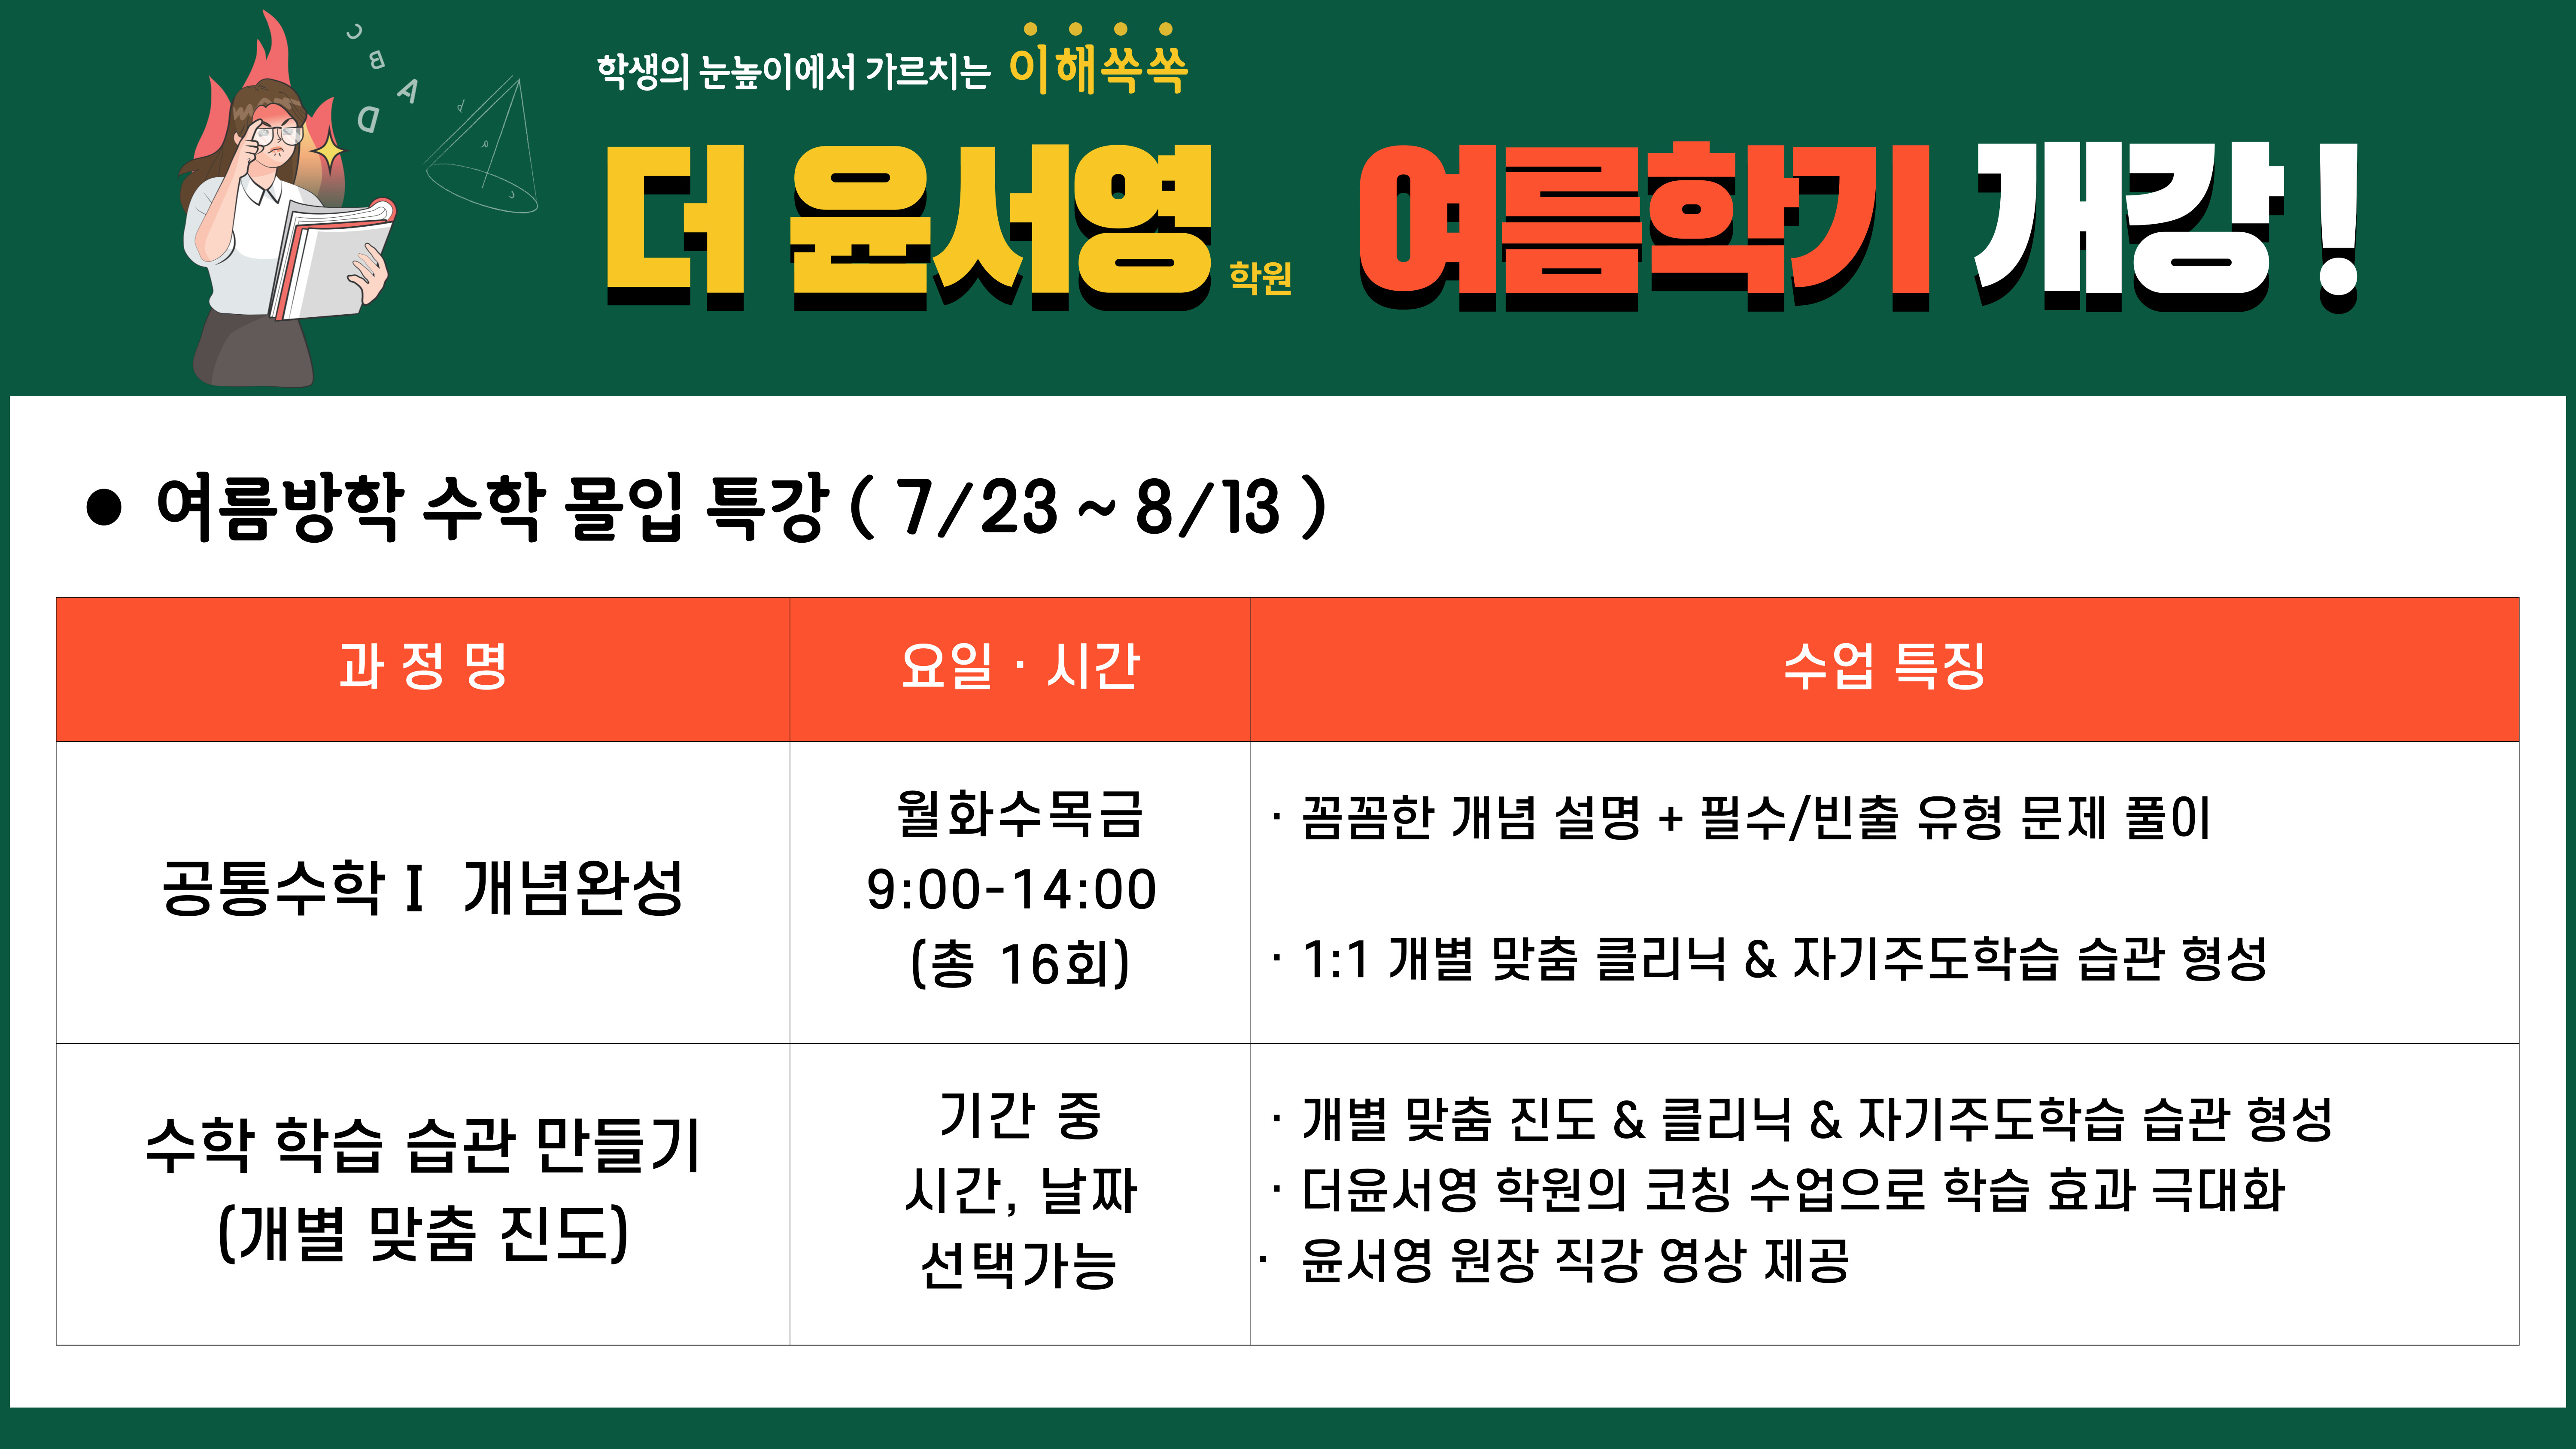 학생의 눈높이에서 가르치는 이해쏙쏙
더 윤서영 학원 여름학기 개강 !
C
B
A
D
● 여름방학 수학 몰입 특강 ( 7/23 ~ 8/13 )
과 정 명
요일 · 시간
수업 특징
공통수학 I 개념완성
월화수목금
9:00-14:00
(총 16회)
· 꼼꼼한 개념 설명 + 필수/빈출 유형 문제 풀이
· 1:1 개별 맞춤 클리닉 & 자기주도학습 습관 형성
수학 학습 습관 만들기
(개별 맞춤 진도)
기간 중
시간, 날짜
선택가능
· 개별 맞춤 진도 & 클리닉 & 자기주도학습 습관 형성
· 더윤서영 학원의 코칭 수업으로 학습 효과 극대화
· 윤서영 원장 직강 영상 제공